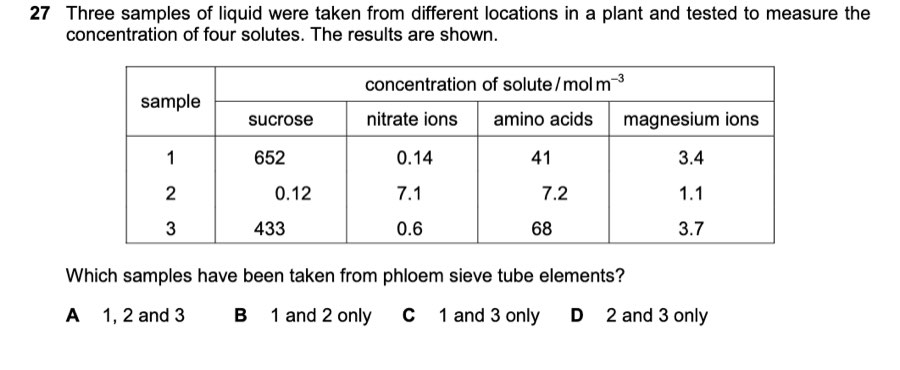 27 Three samples of liquid were taken from different locations in a plant and tested to measure the
concentration of four solutes. The results are shown.
sample
concentration of solute / mol m⁻³
sucrose nitrate ions amino acids magnesium ions
1 652 0.14 41 3.4
2 0.12 7.1 7.2 1.1
3 433 0.6 68 3.7
Which samples have been taken from phloem sieve tube elements?
A 1, 2 and 3 B 1 and 2 only C 1 and 3 only D 2 and 3 only